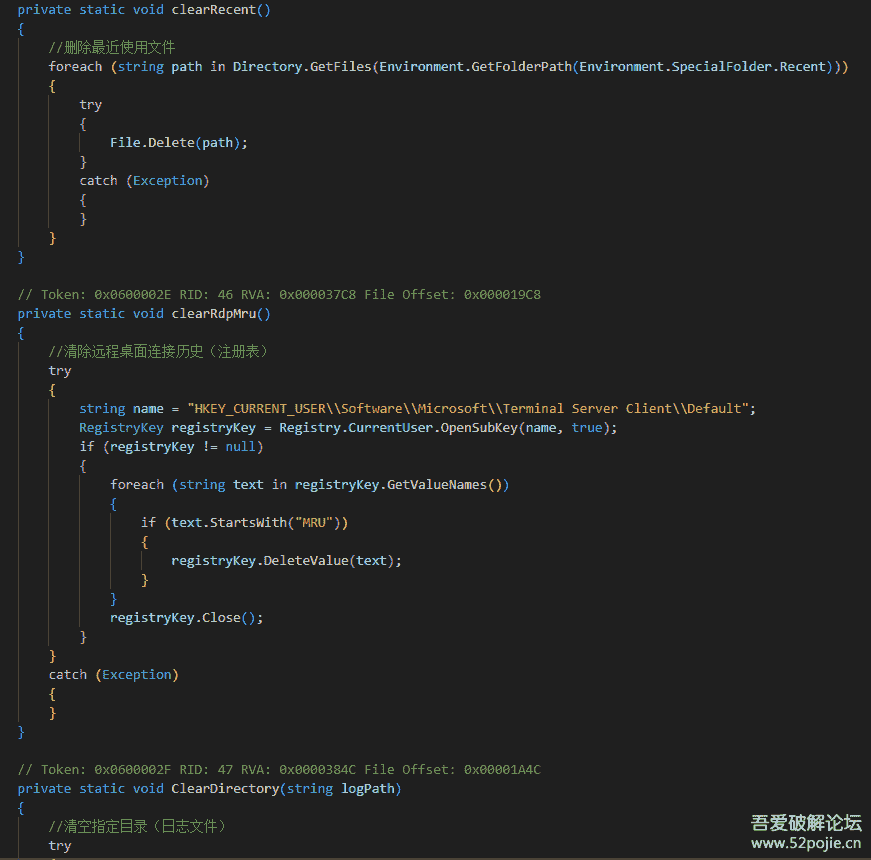 private static void clearRecent()
{
//删除最近使用文件
foreach (string path in Directory.GetFiles(Environment.GetFolderPath(Environment.SpecialFolder.Recent)))
{
try
{
File.Delete(path);
}
catch (Exception)
{
}
}
}
// Token: 0x0600002E RID: 46 RVA: 0x000037C8 File Offset: 0x000019C8
private static void clearRdpMru()
{
//清除远程桌面连接历史（注册表）
try
{
string name = "HKEY_CURRENT_USER\\Software\\Microsoft\\Terminal Server Client\\Default";
RegistryKey registryKey = Registry.CurrentUser.OpenSubKey(name, true);
if (registryKey != null)
{
foreach (string text in registryKey.GetValueNames())
{
if (text.StartsWith("MRU"))
{
registryKey.DeleteValue(text);
}
}
registryKey.Close();
}
}
catch (Exception)
{
}
}
// Token: 0x0600002F RID: 47 RVA: 0x0000384C File Offset: 0x00001A4C
private static void ClearDirectory(string logPath)
{
//清空指定目录（日志文件）
try
吾爱破解论坛
www.52pojie.cn